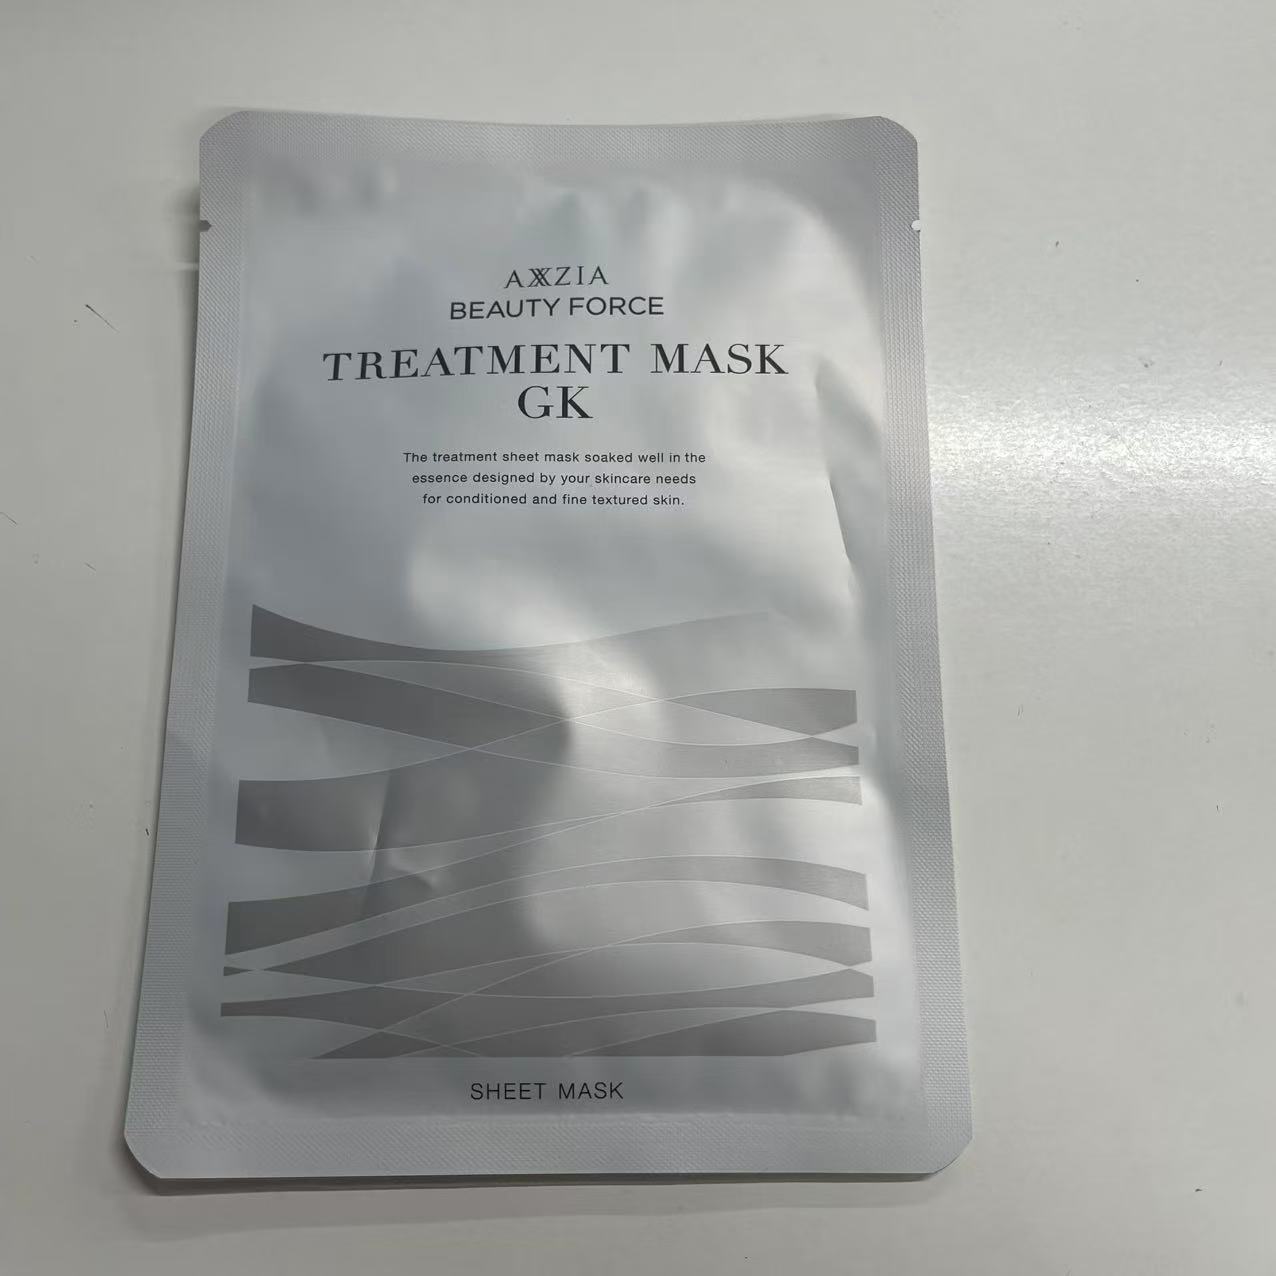 AXXZIA
BEAUTY FORCE
TREATMENT MASK
GK
The treatment sheet mask soaked well in the
essence designed by your skincare needs
for conditioned and fine textured skin.
SHEET MASK